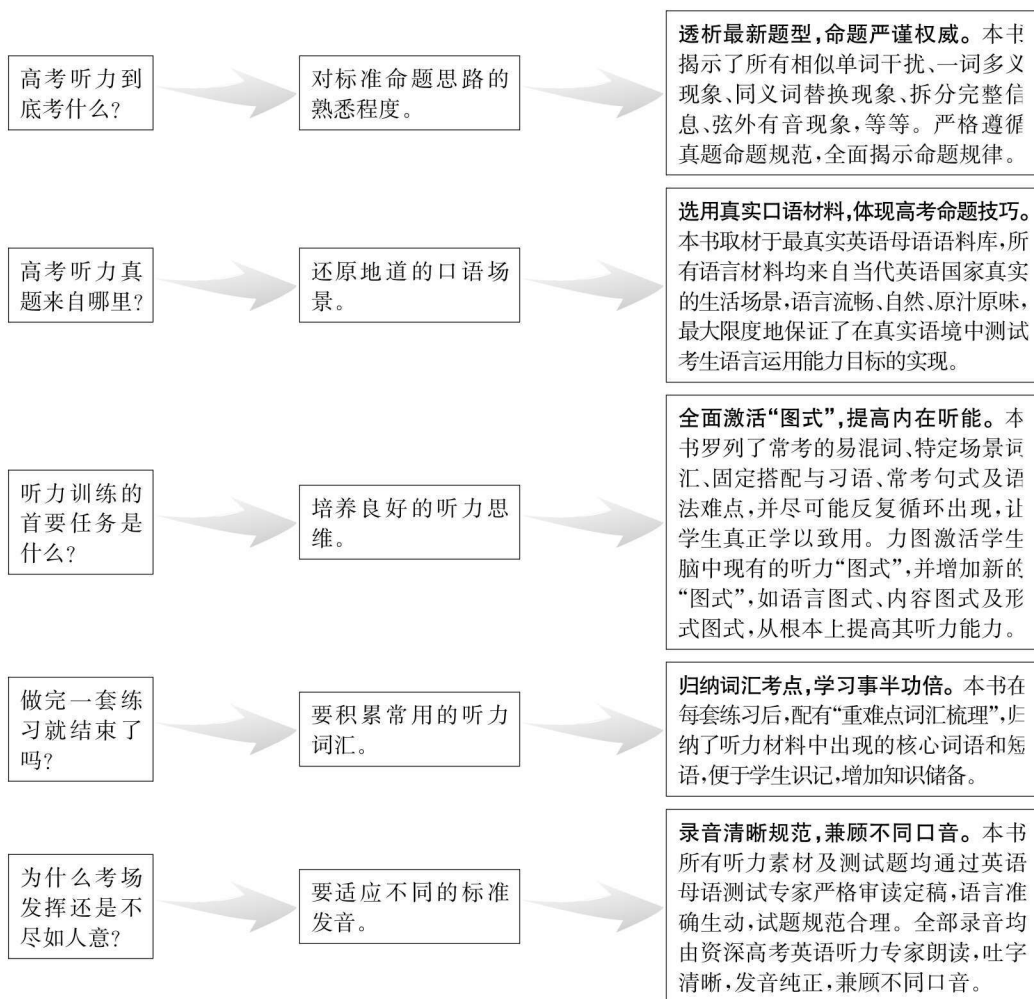 高考听力到
底考什么?
对标准命题思路的
熟悉程度。
透析最新题型,命题严谨权威。本书
揭示了所有相似单词干扰、一词多义
现象、同义词替换现象、拆分完整信
息、弦外有音现象,等等。严格遵循
真题命题规范,全面揭示命题规律。
高考听力真
题来自哪里?
还原地道的口语场
景。
选用真实口语材料,体现高考命题技巧。
本书取材于最真实英语母语语料库,所
有语言材料均来自当代英语国家真实
的生活场景,语言流畅、自然、原汁原味,
最大限度地保证了在真实语境中测试
考生语言运用能力目标的实现。
听力训练的
首要任务是
什么?
培养良好的听力思
维。
全面激活“图式”,提高内在听能。本
书罗列了常考的易混词、特定场景词
汇、固定搭配与习语、常考句式及语
法难点,并尽可能反复循环出现,让
学生真正学以致用。力图激活学生
脑中现有的听力“图式”,并增加新的
“图式”,如语言图式、内容图式及形
式图式,从根本上提高其听力能力。
做完一套练
习就结束了
吗?
要积累常用的听力
词汇。
归纳词汇考点,学习事半功倍。本书在
每套练习后,配有“重难点词汇梳理”,归
纳了听力材料中出现的核心词语和短
语,便于学生识记,增加知识储备。
为什么考场
发挥还是不
尽如人意?
要适应不同的标准
发音。
录音清晰规范,兼顾不同口音。本书
所有听力素材及测试题均通过英语
母语测试专家严格审读定稿,语言准
确生动,试题规范合理。全部录音均
由资深高考英语听力专家朗读,吐字
清晰,发音纯正,兼顾不同口音。